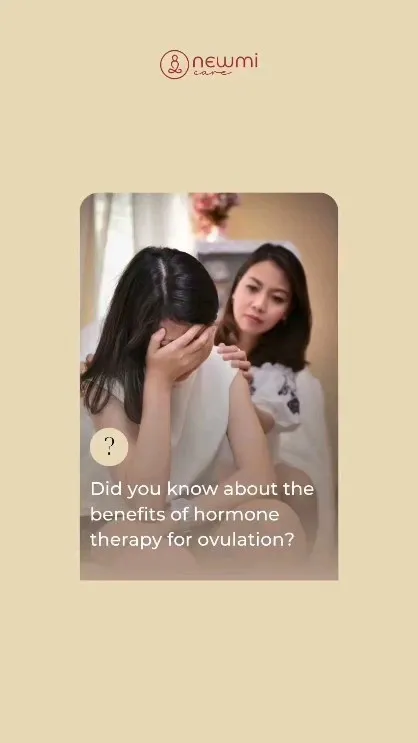 newmi
care
?
Did you know about the
benefits of hormone
therapy for ovulation?